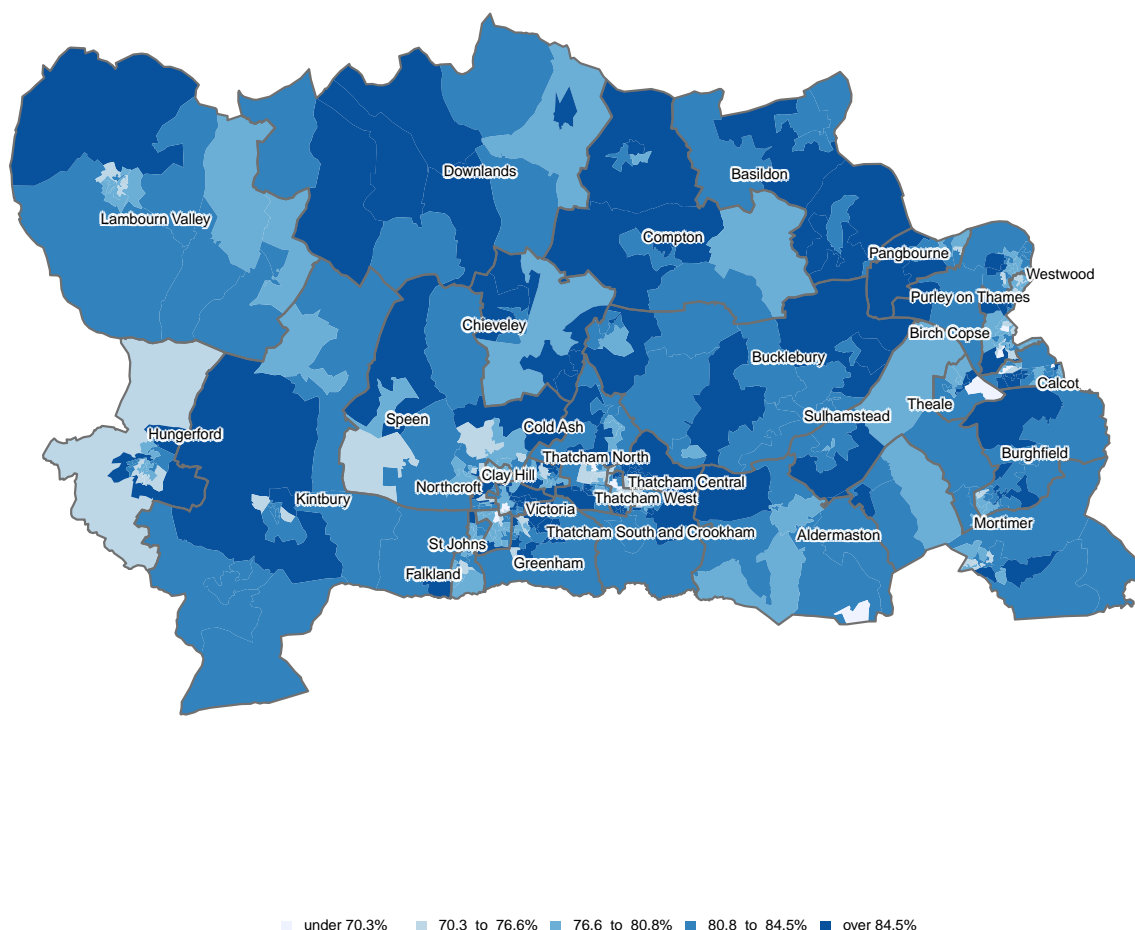 Downlands
Basildon
Lambourn Valley
Compton
Pangbourne
Westwood
Purley on Thames
Chieveley
Birch Copse
Bucklebury
Calcot
Theale
Sulhamstead
Speen
Cold Ash
Hungerford
Burghfield
Thatcham North
Clay Hill
Thatcham Central
Northcroft
Thatcham West
Kintbury
Victoria
Mortimer
Thatcham South and Crookham
Aldermaston
St Johns
Greenham
Falkland
under 70.3% 70.3 to 76.6% 76.6 to 80.8% 80.8 to 84.5% over 84.5%